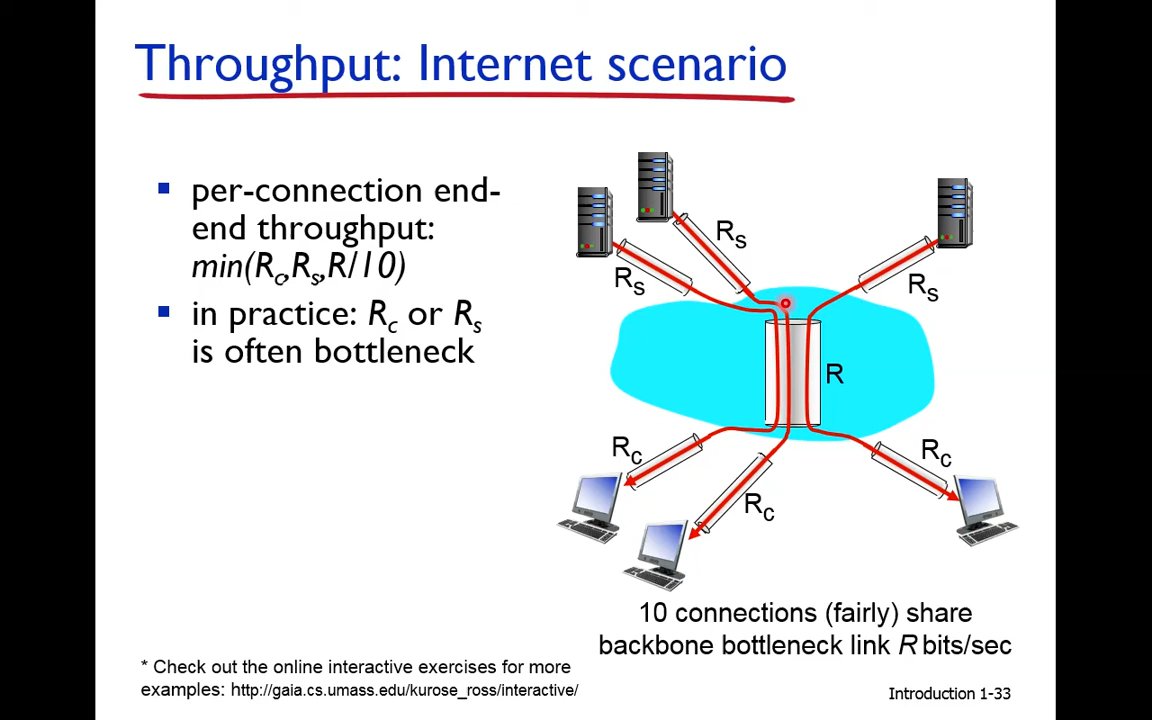 Throughput: Internet scenario
per-connection end-
end throughput:
min(Rc,Rs,R/10)
in practice: Rc or Rs
is often bottleneck
Rs
Rs
Rs
R
Rc
Rc
Rc
10 connections (fairly) share
backbone bottleneck link R bits/sec
* Check out the online interactive exercises for more
examples: http://gaia.cs.umass.edu/kurose_ross/interactive/
Introduction 1-33